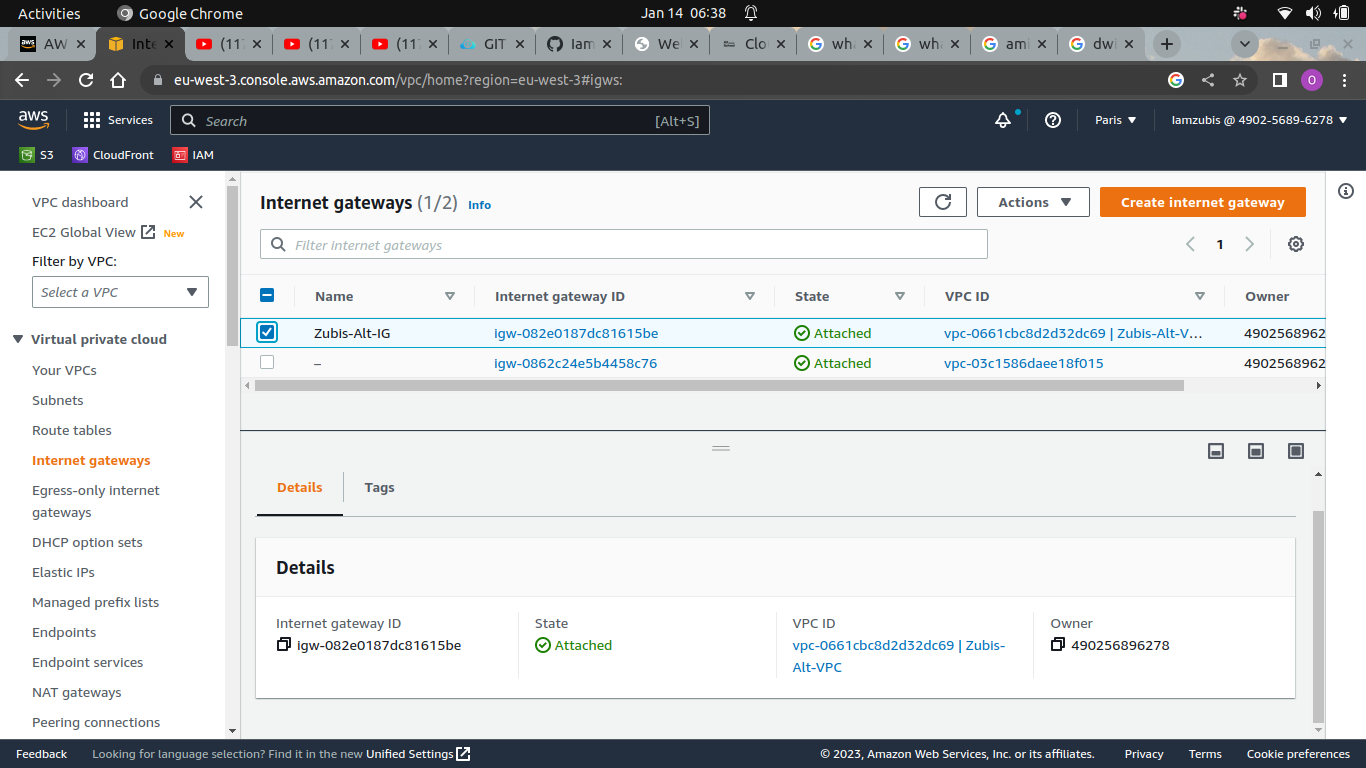 Activities Google Chrome Jan 14 06:38
AW (11 (11 (11 GIT Iam Wel Clo wha wha ami dwi
eu-west-3.console.aws.amazon.com/vpc/home?region=eu-west-3#igws: O
aws Services Search [Alt+S] Paris Iamzubis @ 4902-5689-6278
S3 CloudFront IAM
VPC dashboard
EC2 Global View New
Filter by VPC:
Select a VPC
Virtual private cloud
Your VPCs
Subnets
Route tables
Internet gateways
Egress-only internet
gateways
DHCP option sets
Elastic IPs
Managed prefix lists
Endpoints
Endpoint services
NAT gateways
Peering connections
Internet gateways (1/2) Info Actions Create internet gateway
Filter internet gateways 1
Name Internet gateway ID State VPC ID Owner
Zubis-Alt-IG igw-082e0187dc81615be Attached vpc-0661cbc8d2d32dc69 | Zubis-Alt-V... 4902568962
– igw-0862c24e5b4458c76 Attached vpc-03c1586daee18f015 4902568962
Details Tags
Details
Internet gateway ID State VPC ID Owner
igw-082e0187dc81615be Attached vpc-0661cbc8d2d32dc69 | Zubis- 490256896278
Alt-VPC
Feedback Looking for language selection? Find it in the new Unified Settings © 2023, Amazon Web Services, Inc. or its affiliates. Privacy Terms Cookie preferences